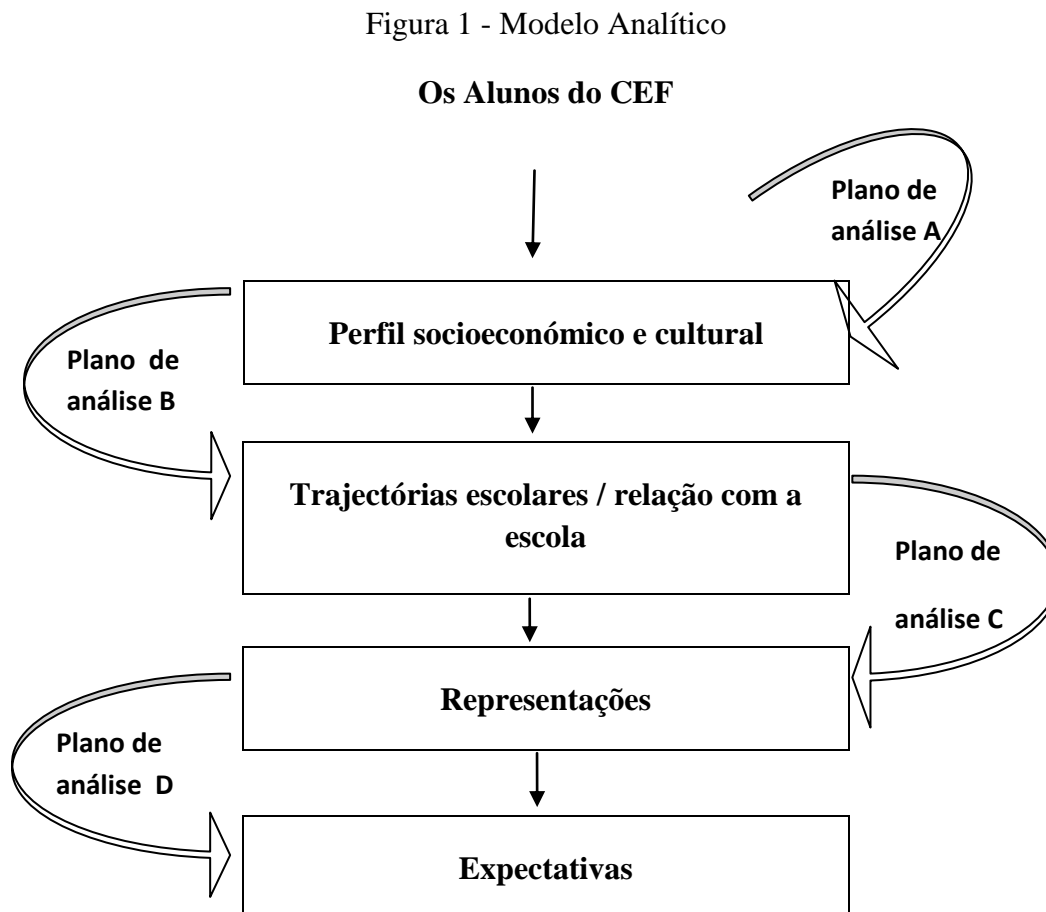 Figura 1 - Modelo Analítico
Os Alunos do CEF
Plano de
análise A
Perfil socioeconómico e cultural
Plano de
análise B
Trajectórias escolares / relação com a
escola
Plano de
análise C
Representações
Plano de
análise D
Expectativas